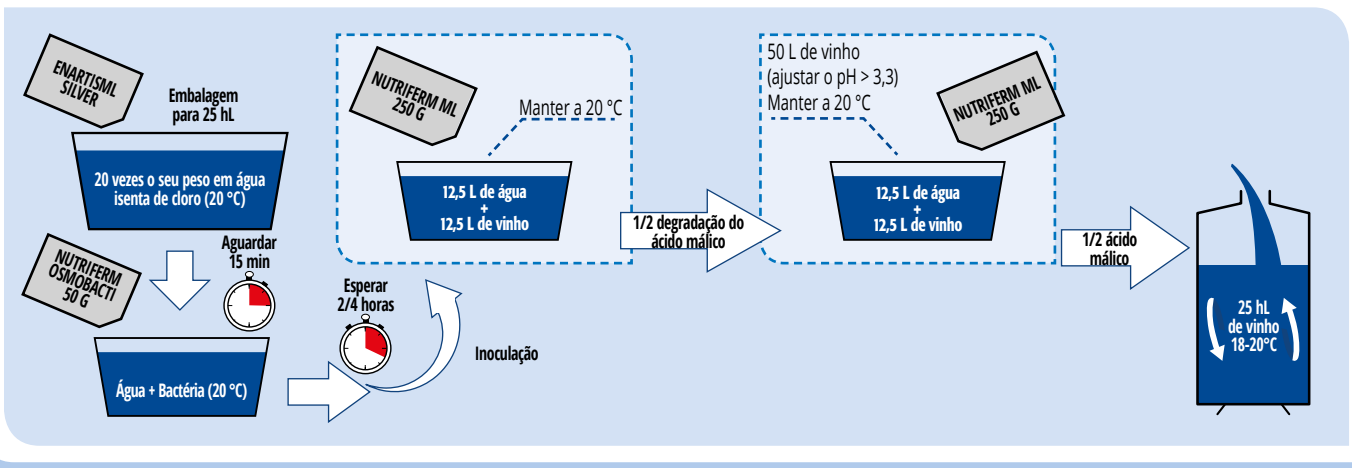 ENARTISML
SILVER
Embalagem
para 25 hL
20 vezes o seu peso em água
isenta de cloro (20 °C)
NUTRIFERM
OSMOBACTI
50 G
Aguardar
15 min
Água + Bactéria (20 °C)
Esperar
2/4 horas
Inoculação
NUTRIFERM ML
250 G
Manter a 20 °C
12,5 L de água
+
12,5 L de vinho
1/2 degradação do
ácido málico
50 L de vinho
(ajustar o pH > 3,3)
Manter a 20 °C
NUTRIFERM ML
250 G
12,5 L de água
+
12,5 L de vinho
1/2 ácido
málico
25 hL
de vinho
18-20°C